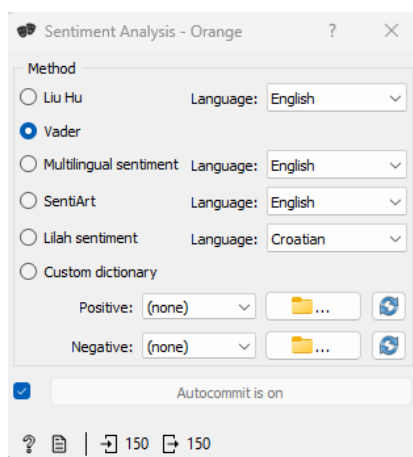 Sentiment Analysis - Orange ?
Method
Liu Hu Language: English
Vader
Multilingual sentiment Language: English
SentiArt Language: English
Lilah sentiment Language: Croatian
Custom dictionary
Positive: (none) ...
Negative: (none) ...
Autocommit is on
? 150 150